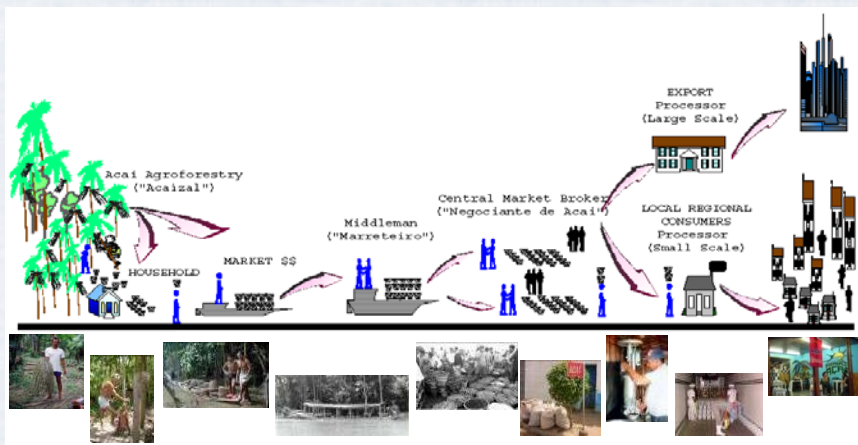 Acai Agroforestry
("Acaizal")
HOUSEHOLD
MARKET $$
Middleman
("Marreteiro")
Central Market Broker
("Negociante de Acai")
EXPORT
Processor
(Large Scale)
LOCAL REGIONAL
CONSUMERS
Processor
(Small Scale)